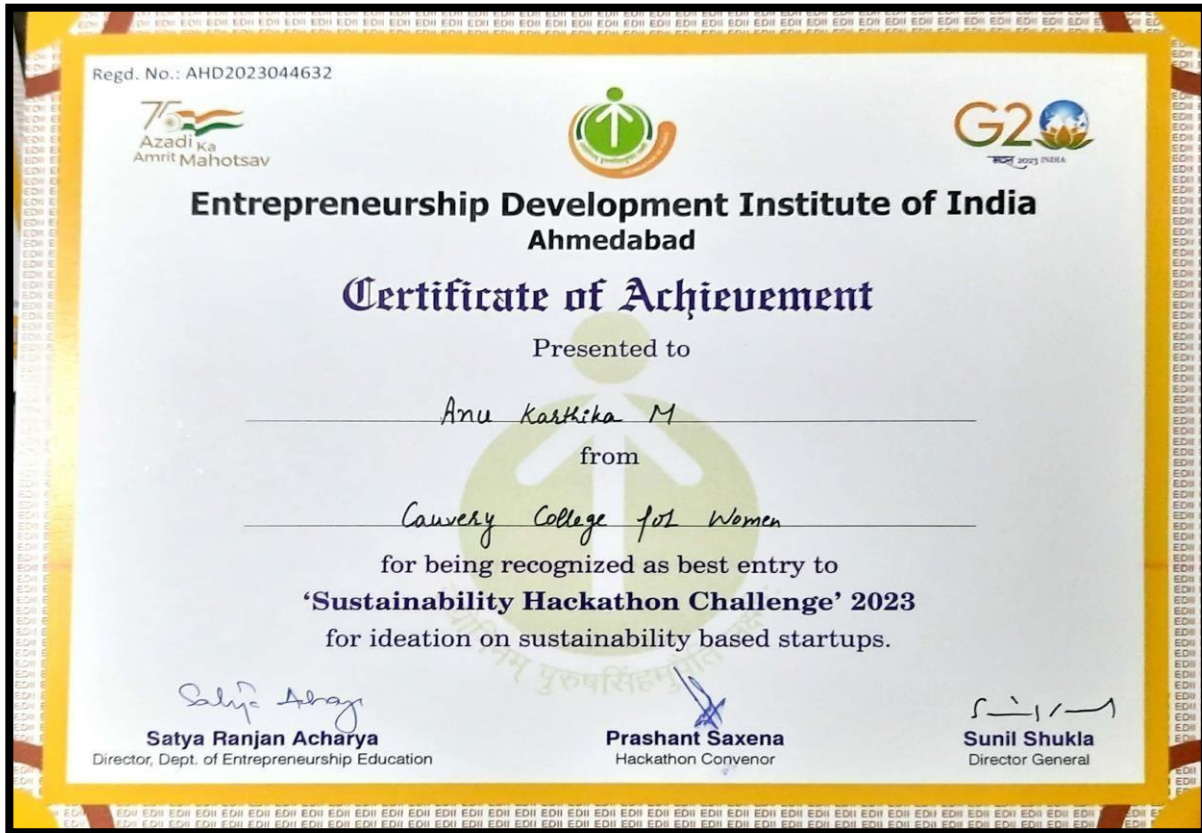 Regd. No.: AHD2023044632
75
Azadi Ka
Amrit Mahotsav
G20
भारत 2023 INDIA
Entrepreneurship Development Institute of India
Ahmedabad
Certificate of Achievement
Presented to
Anu Karthika M
from
Cauvery College for Women
for being recognized as best entry to
‘Sustainability Hackathon Challenge’ 2023
for ideation on sustainability based startups.
Satya Ranjan Acharya
Director, Dept. of Entrepreneurship Education
Prashant Saxena
Hackathon Convenor
Sunil Shukla
Director General